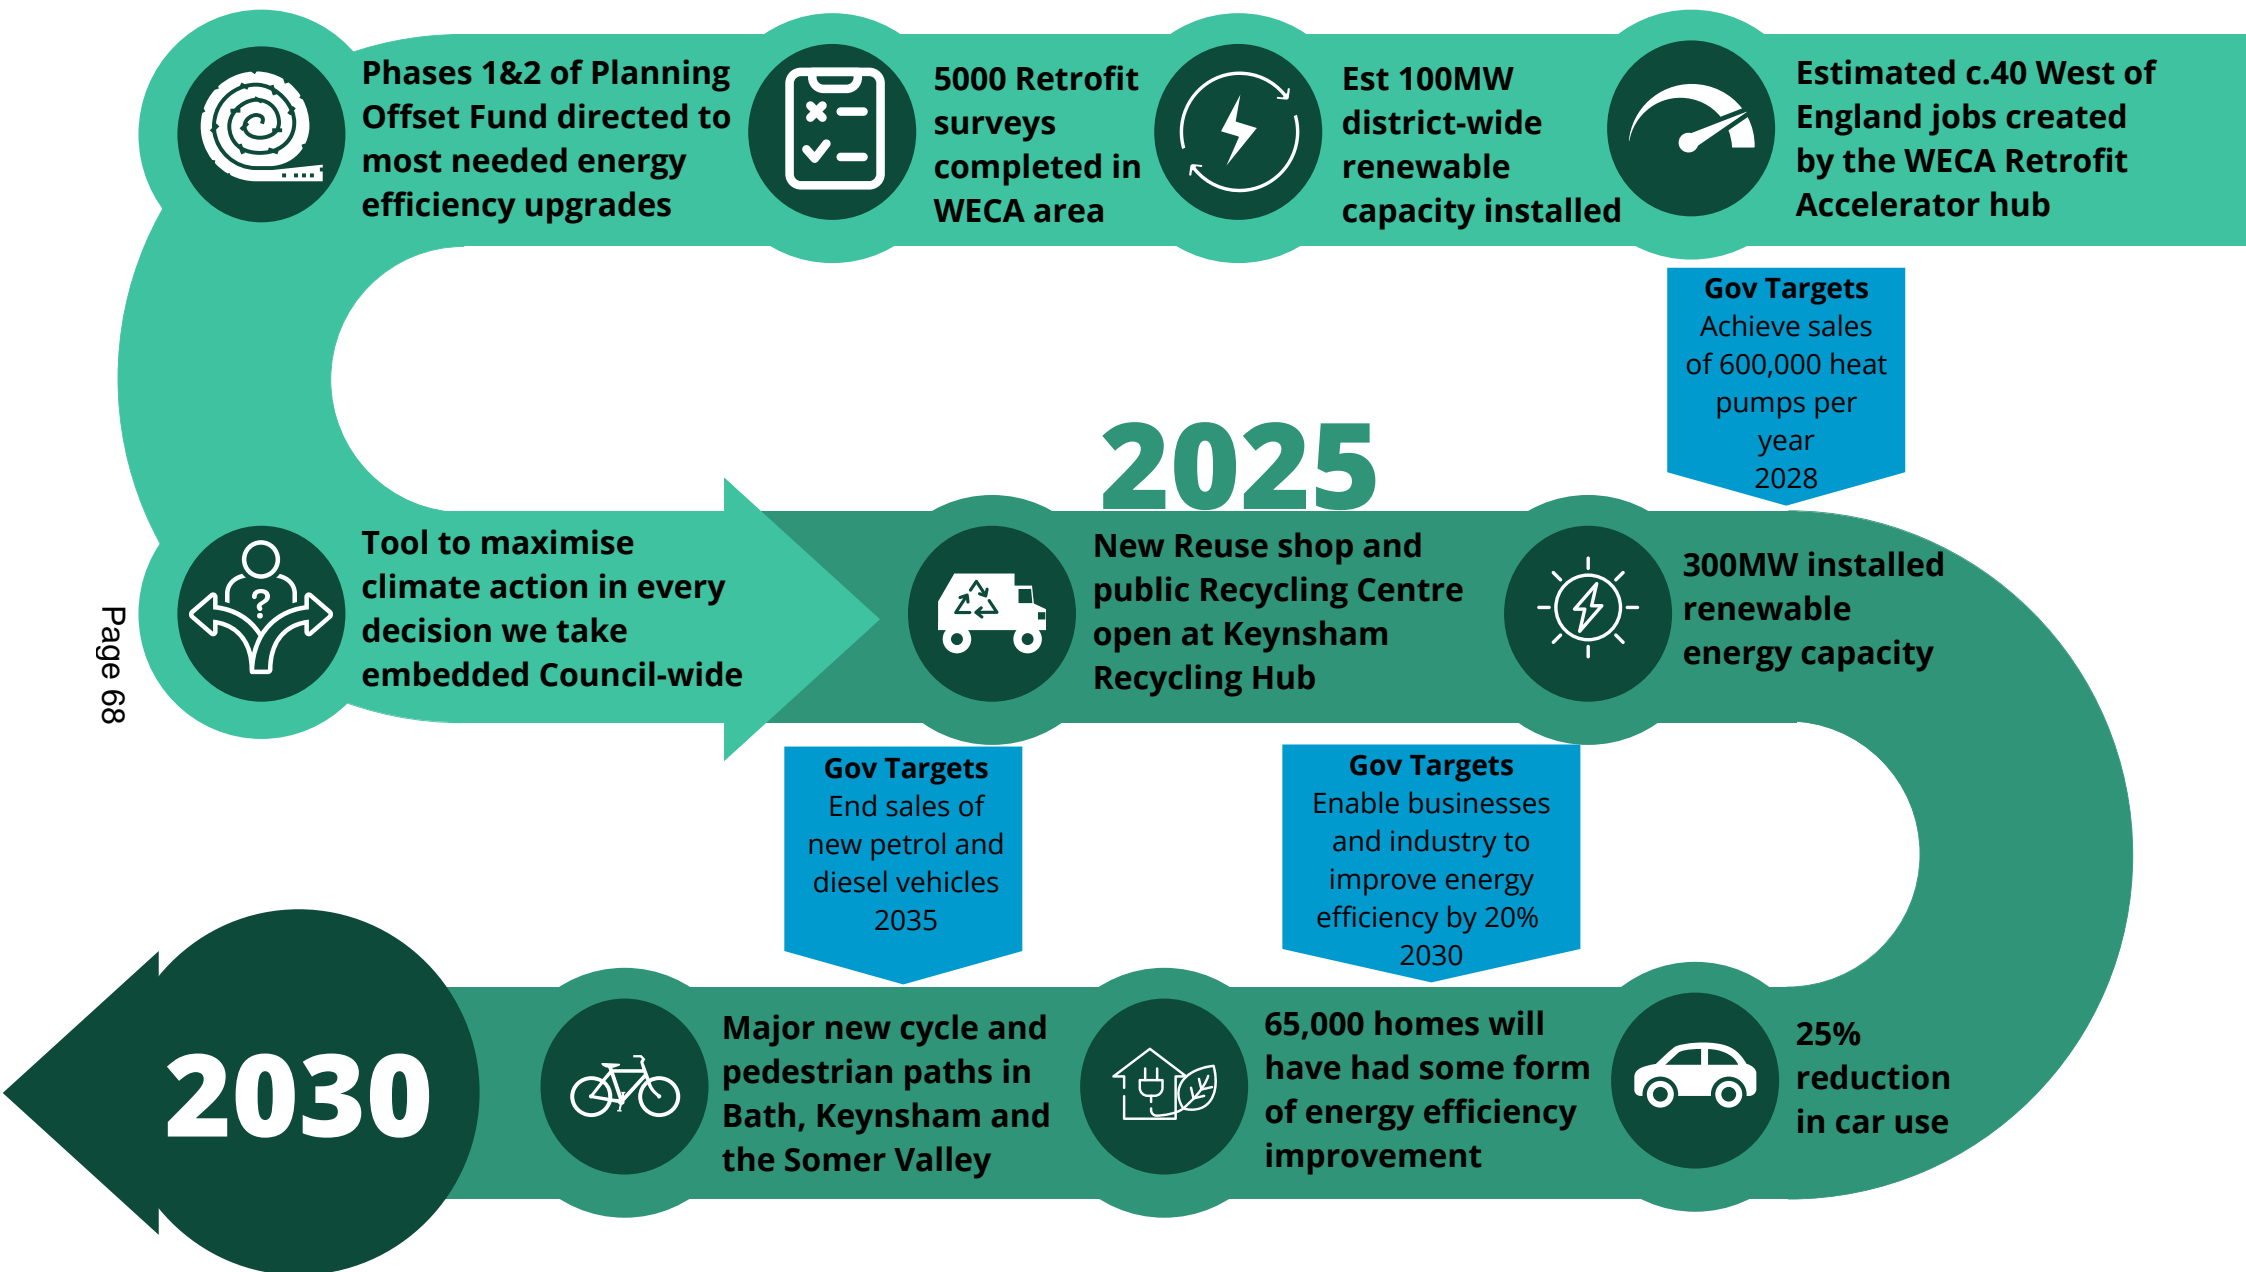 Phases 1&2 of Planning
Offset Fund directed to
most needed energy
efficiency upgrades
5000 Retrofit
surveys
completed in
WECA area
Est 100MW
district-wide
renewable
capacity installed
Estimated c.40 West of
England jobs created
by the WECA Retrofit
Accelerator hub
Gov Targets
Achieve sales
of 600,000 heat
pumps per
year
2028
2025
Tool to maximise
climate action in every
decision we take
embedded Council-wide
New Reuse shop and
public Recycling Centre
open at Keynsham
Recycling Hub
300MW installed
renewable
energy capacity
Page 68
Gov Targets
End sales of
new petrol and
diesel vehicles
2035
Gov Targets
Enable businesses
and industry to
improve energy
efficiency by 20%
2030
2030
Major new cycle and
pedestrian paths in
Bath, Keynsham and
the Somer Valley
65,000 homes will
have had some form
of energy efficiency
improvement
25%
reduction
in car use